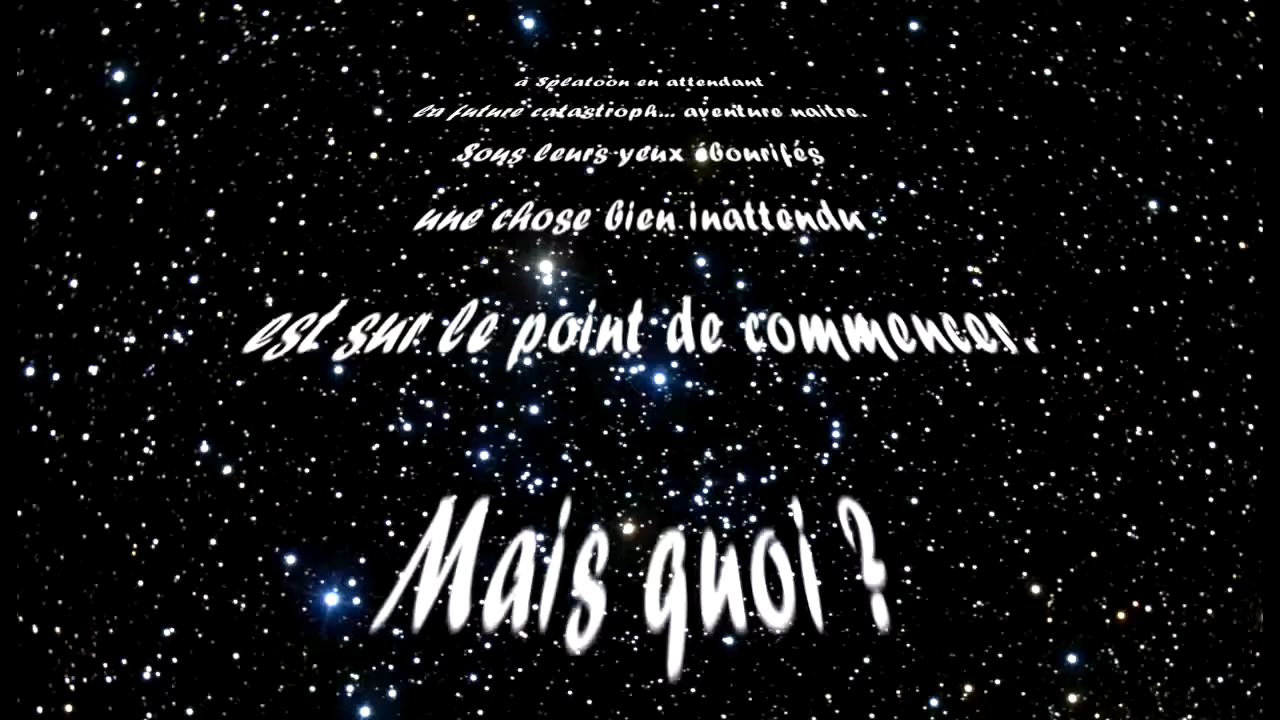 à Splatoon en attendant
la future catastroph... aventure naitre.
Sous leurs yeux ébourifés
une chose bien inattendu
est sur le point de commencer.
Mais quoi ?